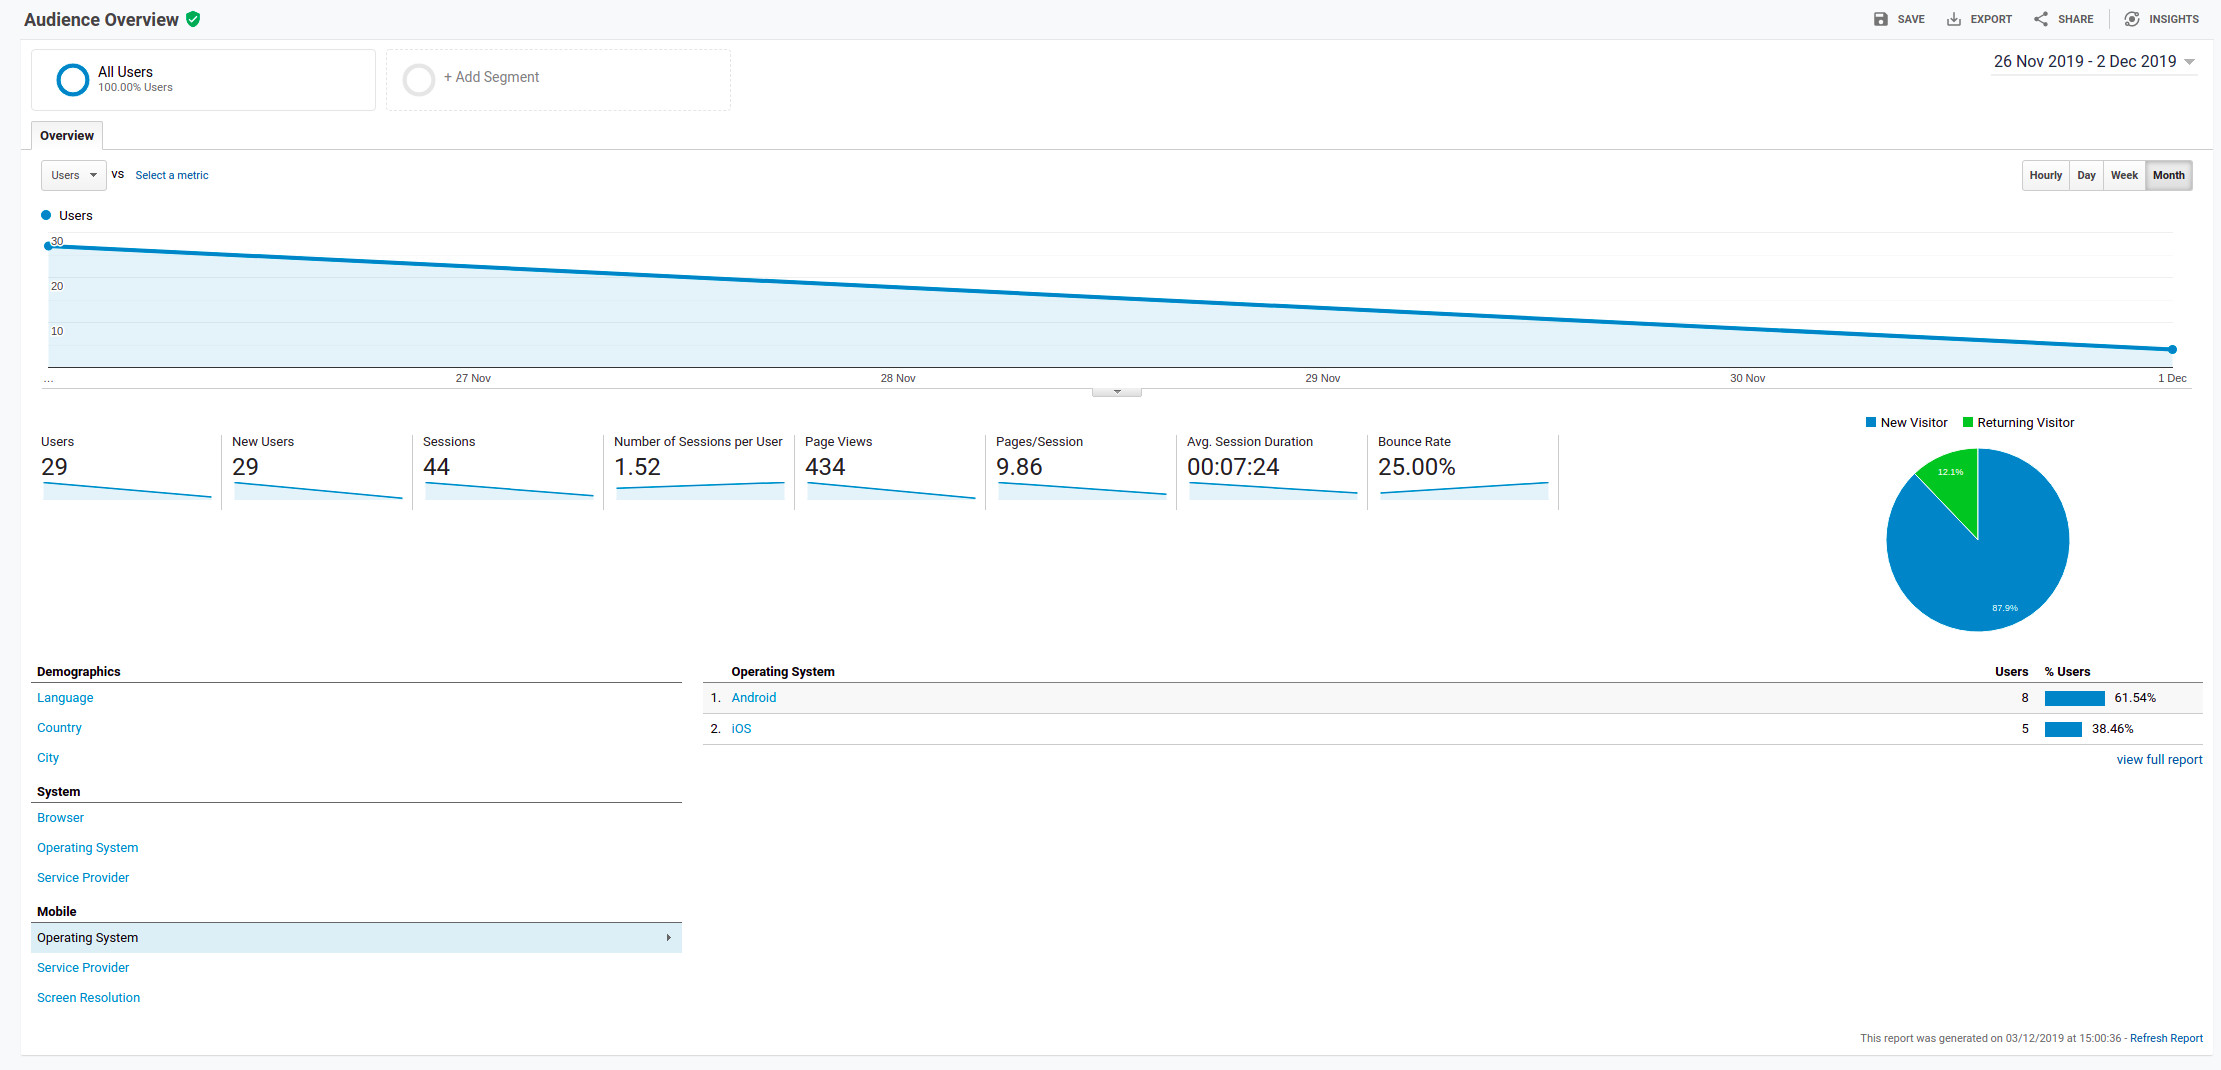 Audience Overview
SAVE EXPORT SHARE INSIGHTS
All Users
100.00% Users
+ Add Segment
26 Nov 2019 - 2 Dec 2019
Overview
Users VS Select a metric
Hourly Day Week Month
Users
30
20
10
... 27 Nov 28 Nov 29 Nov 30 Nov 1 Dec
New Visitor Returning Visitor
Users New Users Sessions Number of Sessions per User Page Views Pages/Session Avg. Session Duration Bounce Rate
29 29 44 1.52 434 9.86 00:07:24 25.00%
12.1%
87.9%
Demographics
Language
Country
City
System
Browser
Operating System
Service Provider
Mobile
Operating System
Service Provider
Screen Resolution
Operating System Users % Users
1. Android 8 61.54%
2. iOS 5 38.46%
view full report
This report was generated on 03/12/2019 at 15:00:36 - Refresh Report